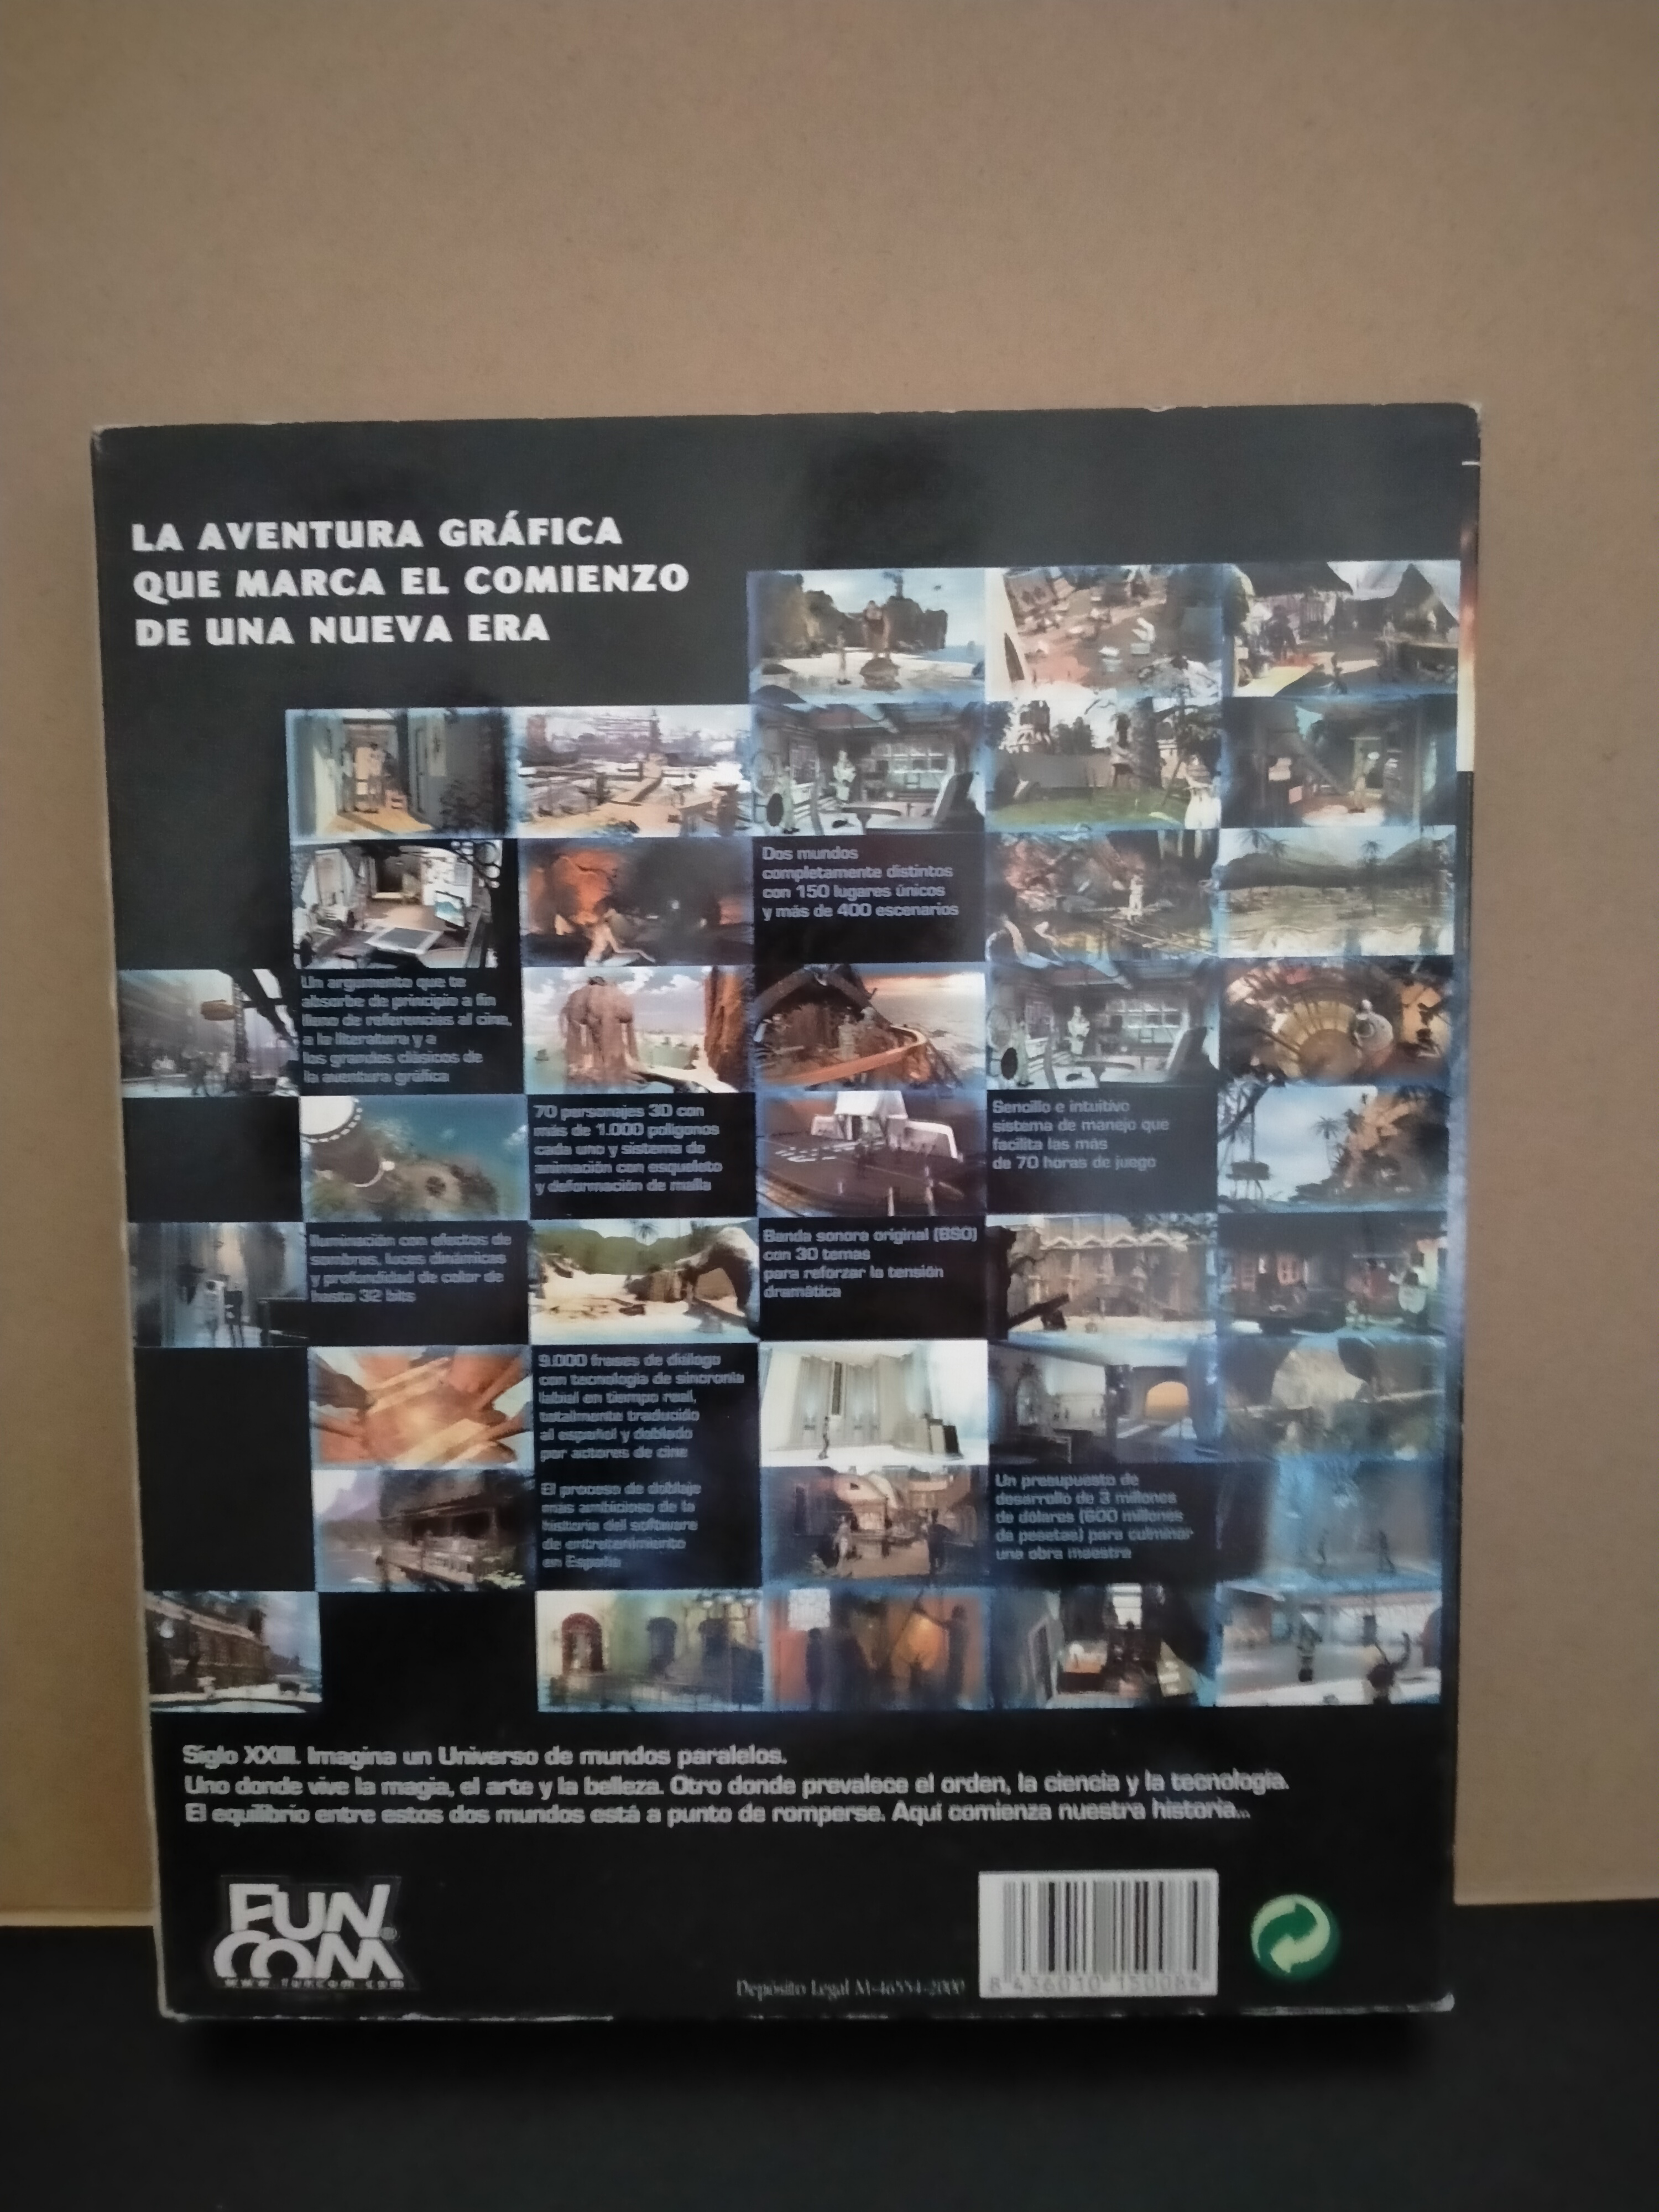 LA AVENTURA GRÁFICA
QUE MARCA EL COMIENZO
DE UNA NUEVA ERA
Dos mundos
completamente distintos
con 150 lugares únicos
y más de 400 escenarios
Un argumento que te
absorbe de principio a fin
lleno de referencias al cine,
a la literatura y a
los grandes clásicos de
la aventura gráfica
70 personajes 3D con
más de 1.000 polígonos
cada uno y sistema de
animación con esqueleto
y deformación de malla
Sencillo e intuitivo
sistema de manejo que
facilita las más
de 70 horas de juego
Iluminación con efectos de
sombras, luces dinámicas
y profundidad de color de
hasta 32 bits
Banda sonora original (BSO)
con 30 temas
para reforzar la tensión
dramática
9.000 frases de diálogo
con tecnología de sincronía
labial en tiempo real,
totalmente traducido
al español y doblado
por actores de cine
El proceso de doblaje
más ambicioso de la
historia del software
de entretenimiento
en España
Un presupuesto de
desarrollo de 3 millones
de dólares (600 millones
de pesetas) para culminar
una obra maestra
Siglo XXIII. Imagina un Universo de mundos paralelos.
Uno donde vive la magia, el arte y la belleza. Otro donde prevalece el orden, la ciencia y la tecnología.
El equilibrio entre estos dos mundos está a punto de romperse. Aquí comienza nuestra historia...
FUN
COM®
www.funcom.com
Depósito Legal M-46554-2000
8 436010 150086